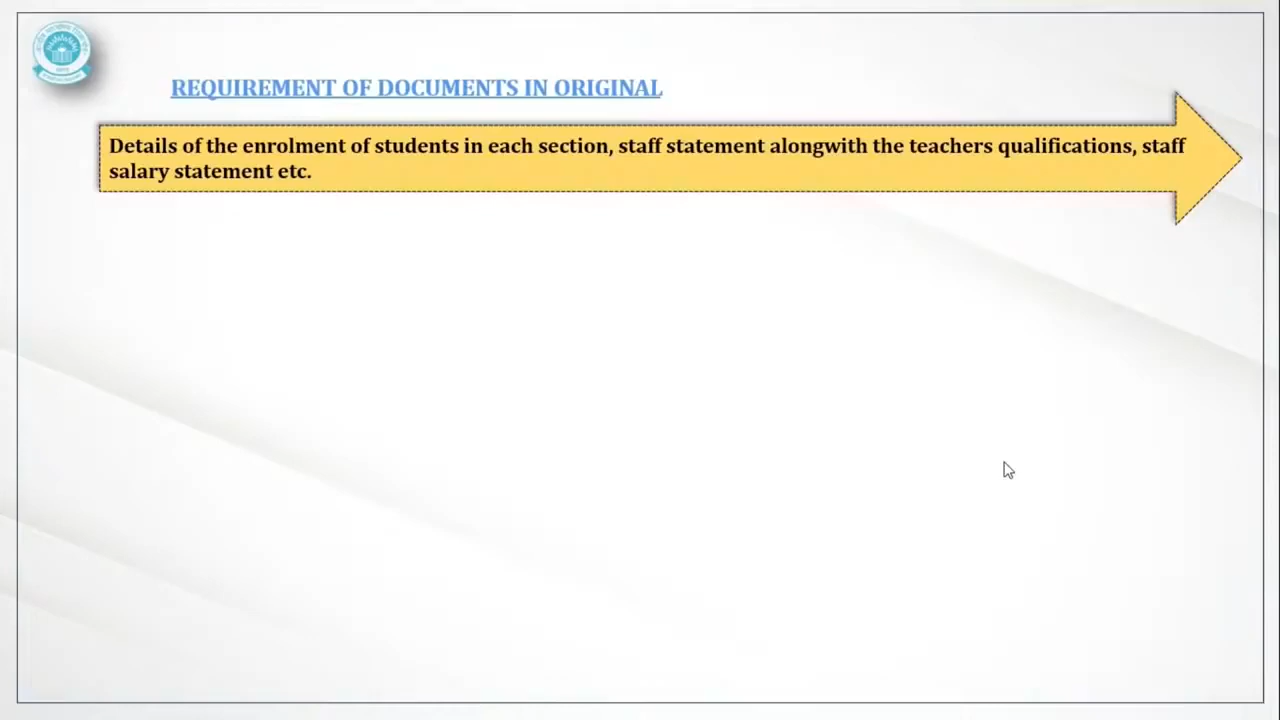 REQUIREMENT OF DOCUMENTS IN ORIGINAL
Details of the enrolment of students in each section, staff statement alongwith the teachers qualifications, staff
salary statement etc.